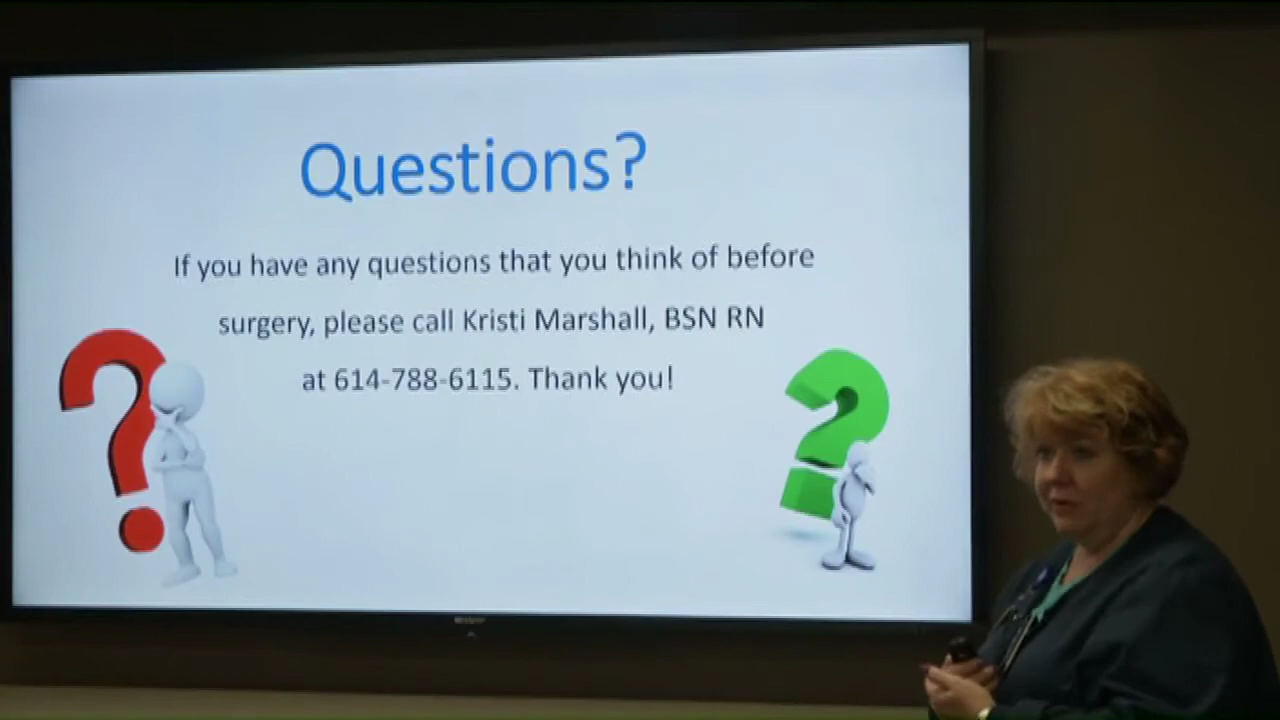 Questions?
If you have any questions that you think of before
surgery, please call Kristi Marshall, BSN RN
at 614-788-6115. Thank you!